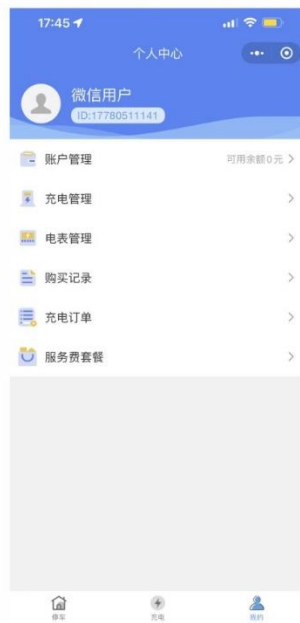 17:45
个人中心
微信用户
ID:17780511141
账户管理 可用余额0元
充电管理
电表管理
购买记录
充电订单
服务费套餐
停车 充电 我的